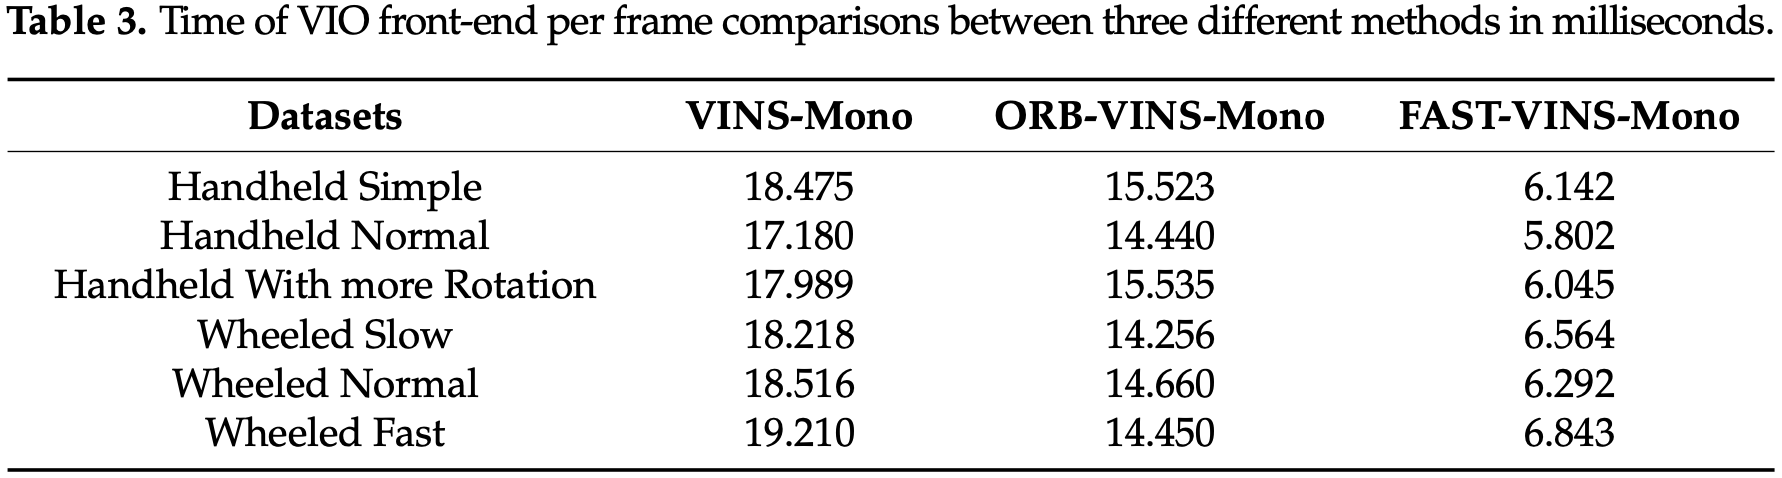 Table 3. Time of VIO front-end per frame comparisons between three different methods in milliseconds.
Datasets VINS-Mono ORB-VINS-Mono FAST-VINS-Mono
Handheld Simple 18.475 15.523 6.142
Handheld Normal 17.180 14.440 5.802
Handheld With more Rotation 17.989 15.535 6.045
Wheeled Slow 18.218 14.256 6.564
Wheeled Normal 18.516 14.660 6.292
Wheeled Fast 19.210 14.450 6.843